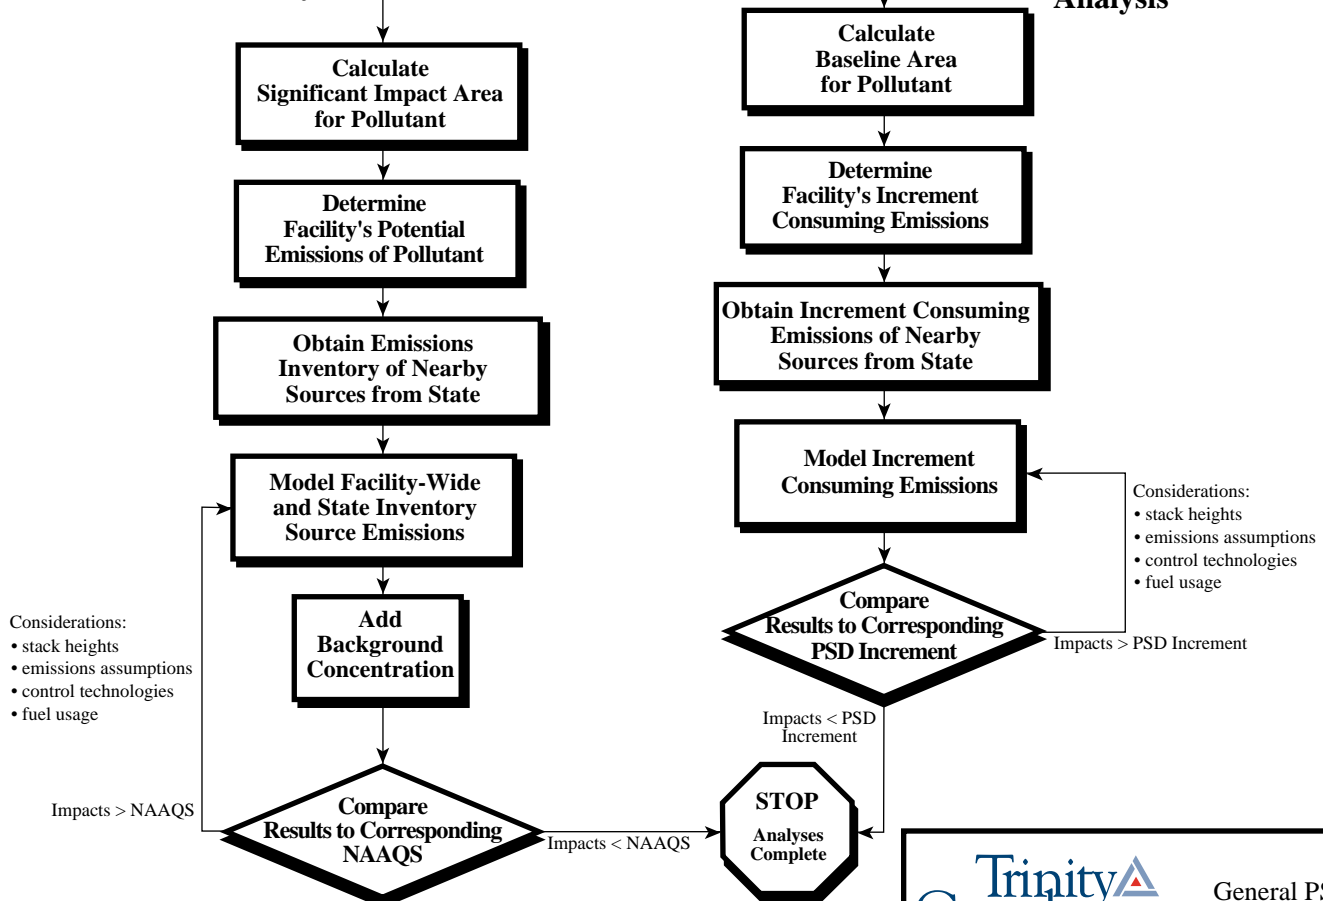 Analysis
Calculate
Significant Impact Area
for Pollutant
Determine
Facility's Potential
Emissions of Pollutant
Obtain Emissions
Inventory of Nearby
Sources from State
Model Facility-Wide
and State Inventory
Source Emissions
Add
Background
Concentration
Considerations:
• stack heights
• emissions assumptions
• control technologies
• fuel usage
Impacts > NAAQS
Compare
Results to Corresponding
NAAQS
Impacts < NAAQS
Calculate
Baseline Area
for Pollutant
Determine
Facility's Increment
Consuming Emissions
Obtain Increment Consuming
Emissions of Nearby
Sources from State
Model Increment
Consuming Emissions
Considerations:
• stack heights
• emissions assumptions
• control technologies
• fuel usage
Compare
Results to Corresponding
PSD Increment
Impacts > PSD Increment
Impacts < PSD
Increment
STOP
Analyses
Complete
Trinity
General